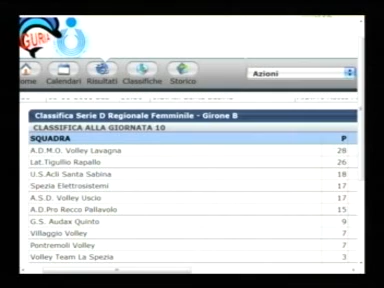 GURIA
ome Calendari Risultati Classifiche Storico
Azioni
Classifica Serie D Regionale Femminile - Girone B
CLASSIFICA ALLA GIORNATA 10
SQUADRA P
A.D.M.O. Volley Lavagna 28
Lat.Tigullio Rapallo 26
U.S.Acli Santa Sabina 18
Spezia Elettrosistemi 17
A.S.D. Volley Uscio 17
A.D.Pro Recco Pallavolo 15
G.S. Audax Quinto 9
Villaggio Volley 7
Pontremoli Volley 7
Volley Team La Spezia 3